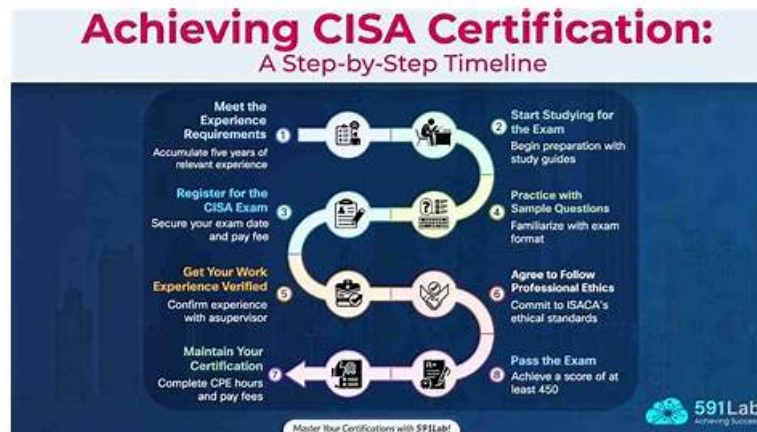 Achieving CISA Certification:
A Step-by-Step Timeline
Meet the
Experience
Requirements
1
Accumulate five years of
relevant experience
2
Start Studying for
the Exam
Begin preparation with
study guides
Register for the
CISA Exam
3
Secure your exam date
and pay fee
4
Practice with
Sample Questions
Familiarize with exam
format
Get Your Work
Experience Verified
5
Confirm experience
with asupervisor
6
Agree to Follow
Professional Ethics
Commit to ISACA's
ethical standards
Maintain Your
Certification
7
Complete CPE hours
and pay fees
8
Pass the Exam
Achieve a score of at
least 450
Master Your Certifications with 591Lab!
591Lab
Achieving Success